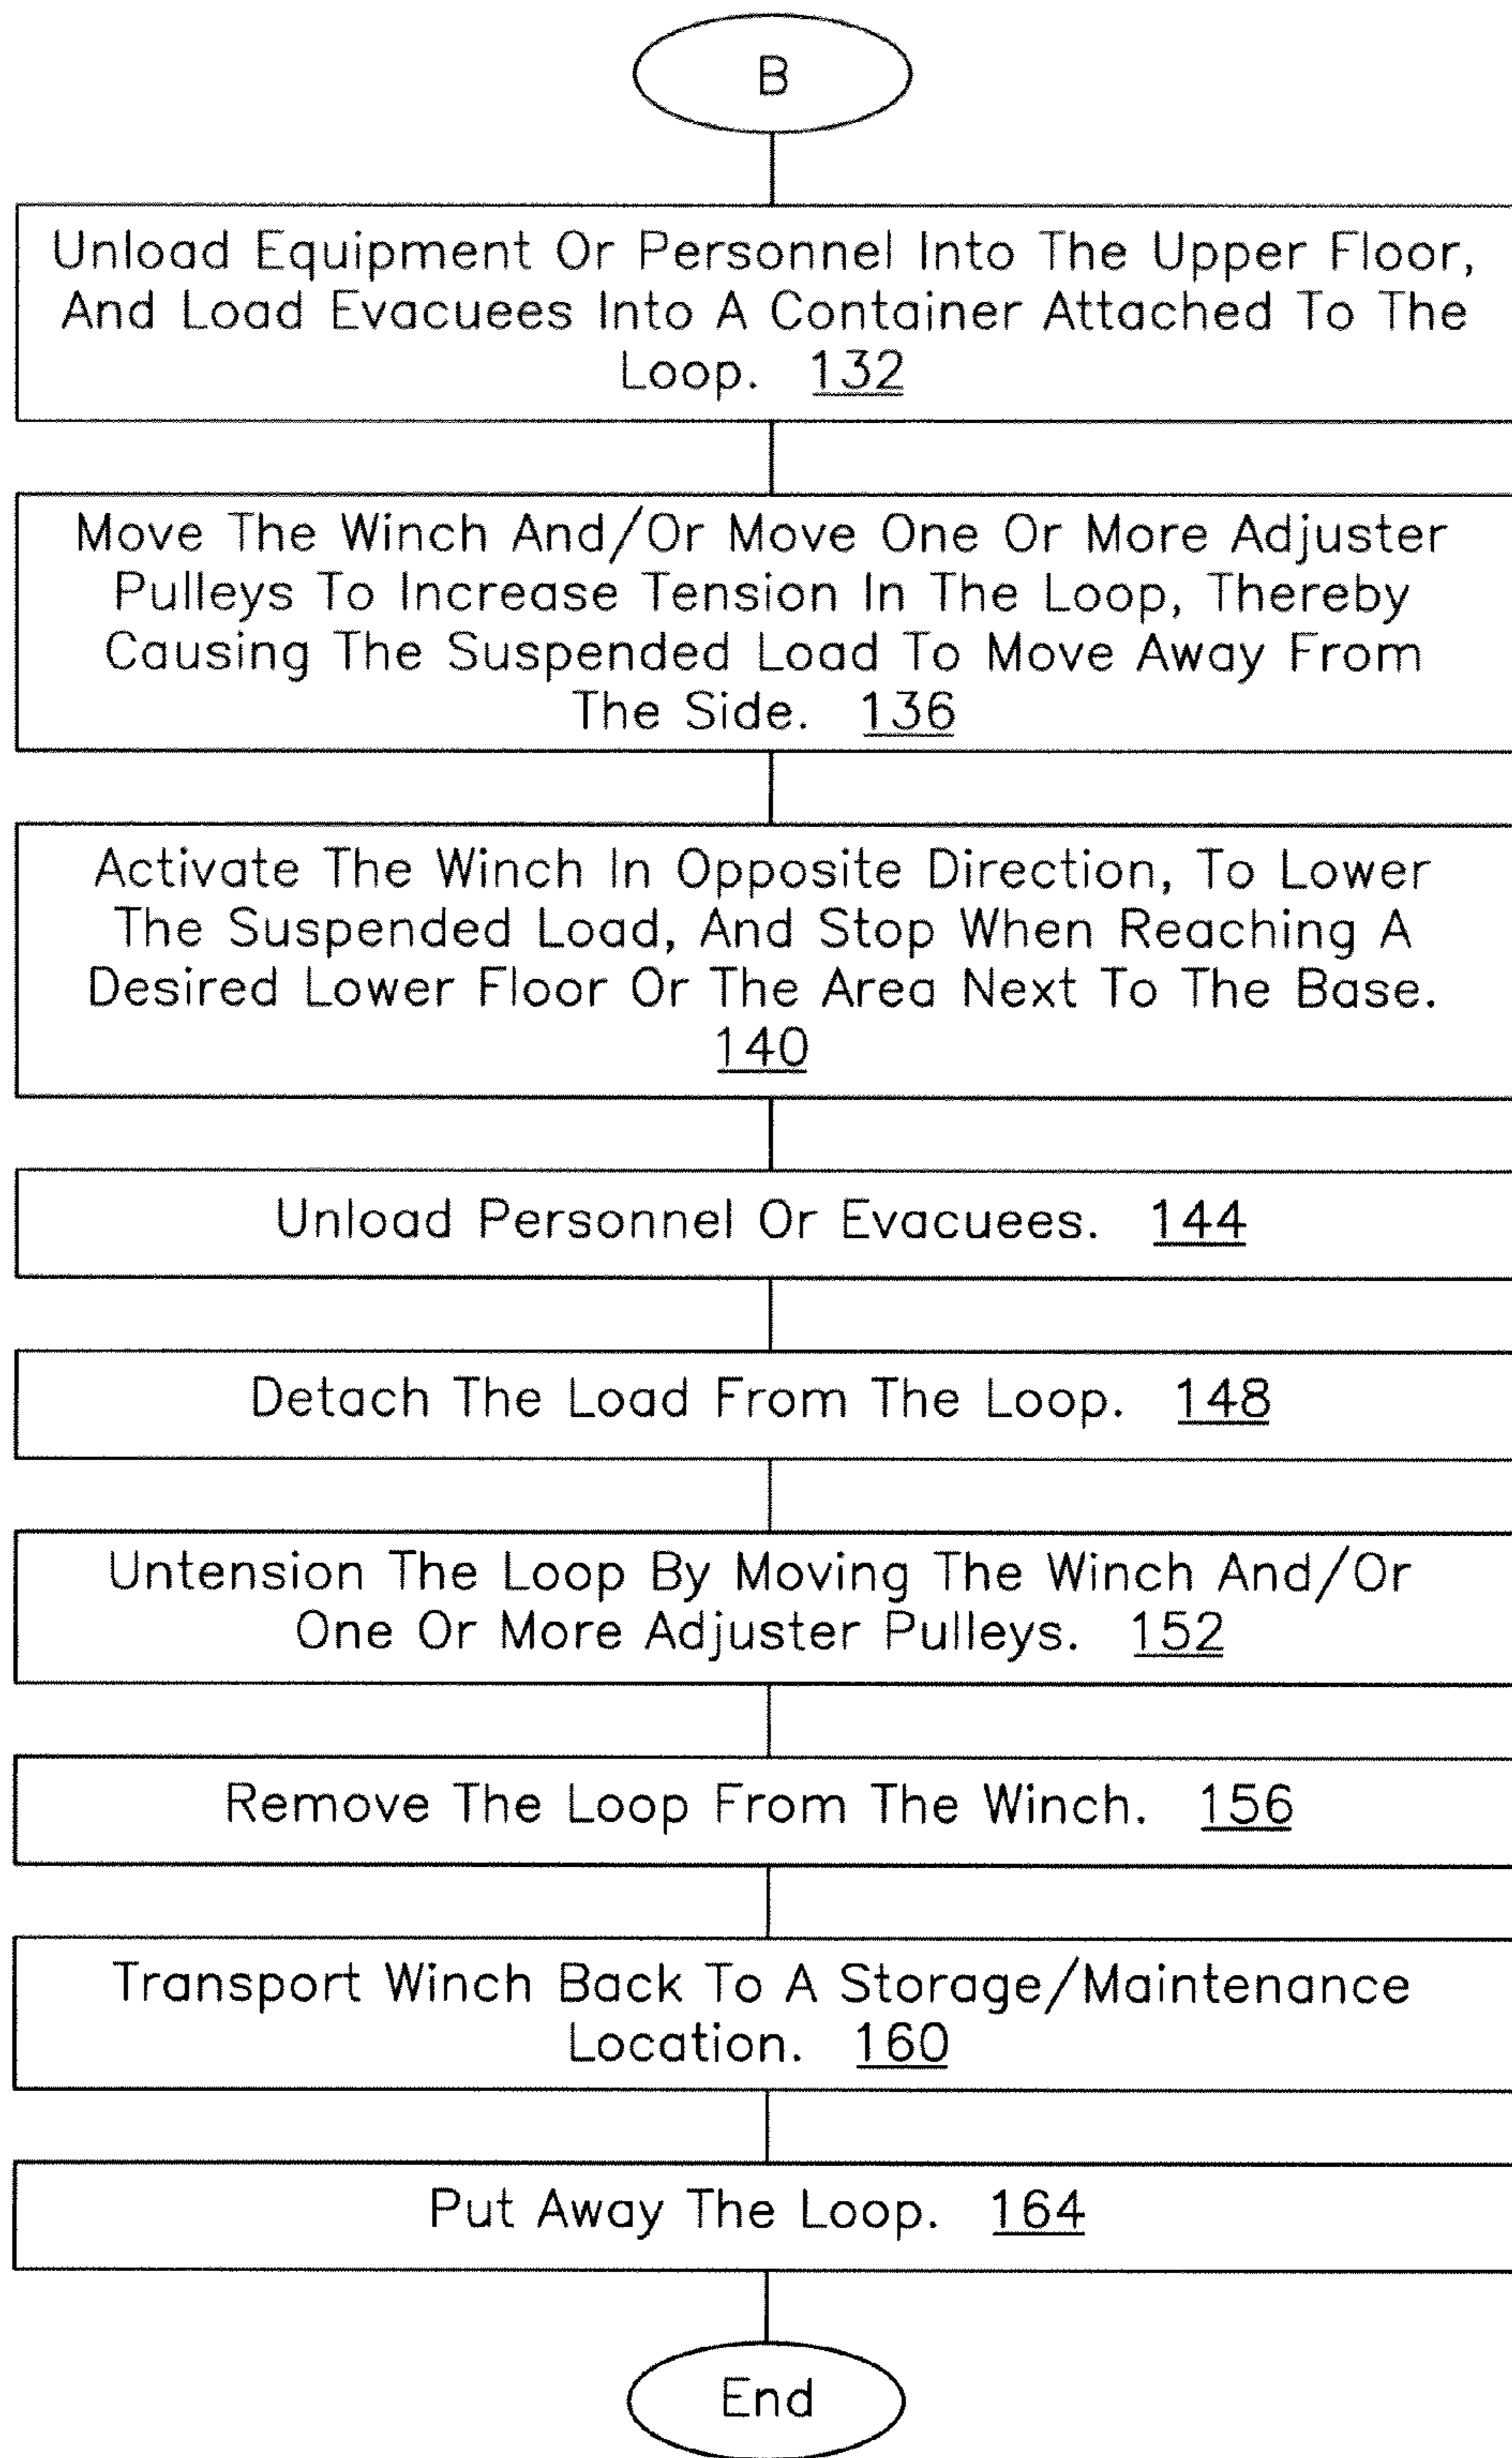 B
Unload Equipment Or Personnel Into The Upper Floor,
And Load Evacuees Into A Container Attached To The
Loop. 132
Move The Winch And/Or Move One Or More Adjuster
Pulleys To Increase Tension In The Loop, Thereby
Causing The Suspended Load To Move Away From
The Side. 136
Activate The Winch In Opposite Direction, To Lower
The Suspended Load, And Stop When Reaching A
Desired Lower Floor Or The Area Next To The Base.
140
Unload Personnel Or Evacuees. 144
Detach The Load From The Loop. 148
Untension The Loop By Moving The Winch And/Or
One Or More Adjuster Pulleys. 152
Remove The Loop From The Winch. 156
Transport Winch Back To A Storage/Maintenance
Location. 160
Put Away The Loop. 164
End